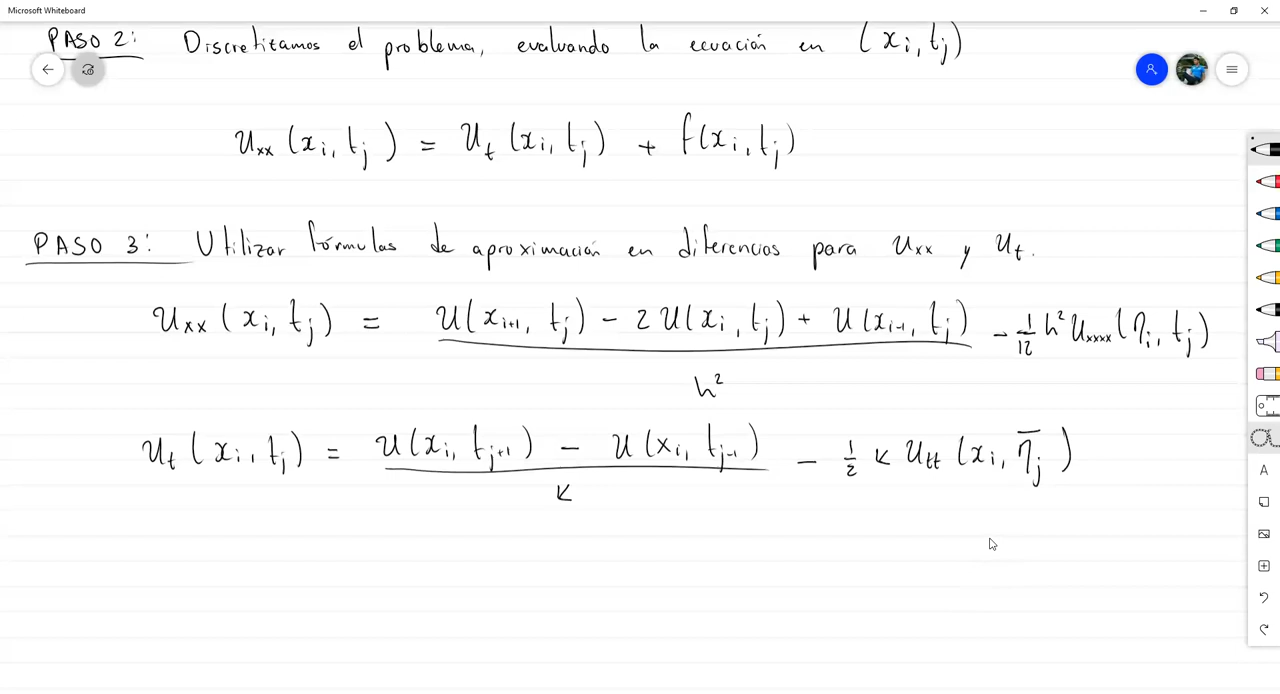 Microsoft Whiteboard
PASO 2: Discretitamos el problema, evaluando la ecuación en (xi, tj)
Uxx (xi, tj) = Ut (xi, tj) + f(xi, tj)
PASO 3: Utilizar fórmulas de aproximación en diferencias para Uxx y Ut.
Uxx (xi, tj) = U(xi+1, tj) - 2 U(xi, tj) + U(xi-1, tj) / h² - 1/12 h² Uxxxx (ηi, tj)
Ut (xi, tj) = U(xi, tj+1) - U(xi, tj-1) / K - 1/2 K Utt (xi, η̄j)
A